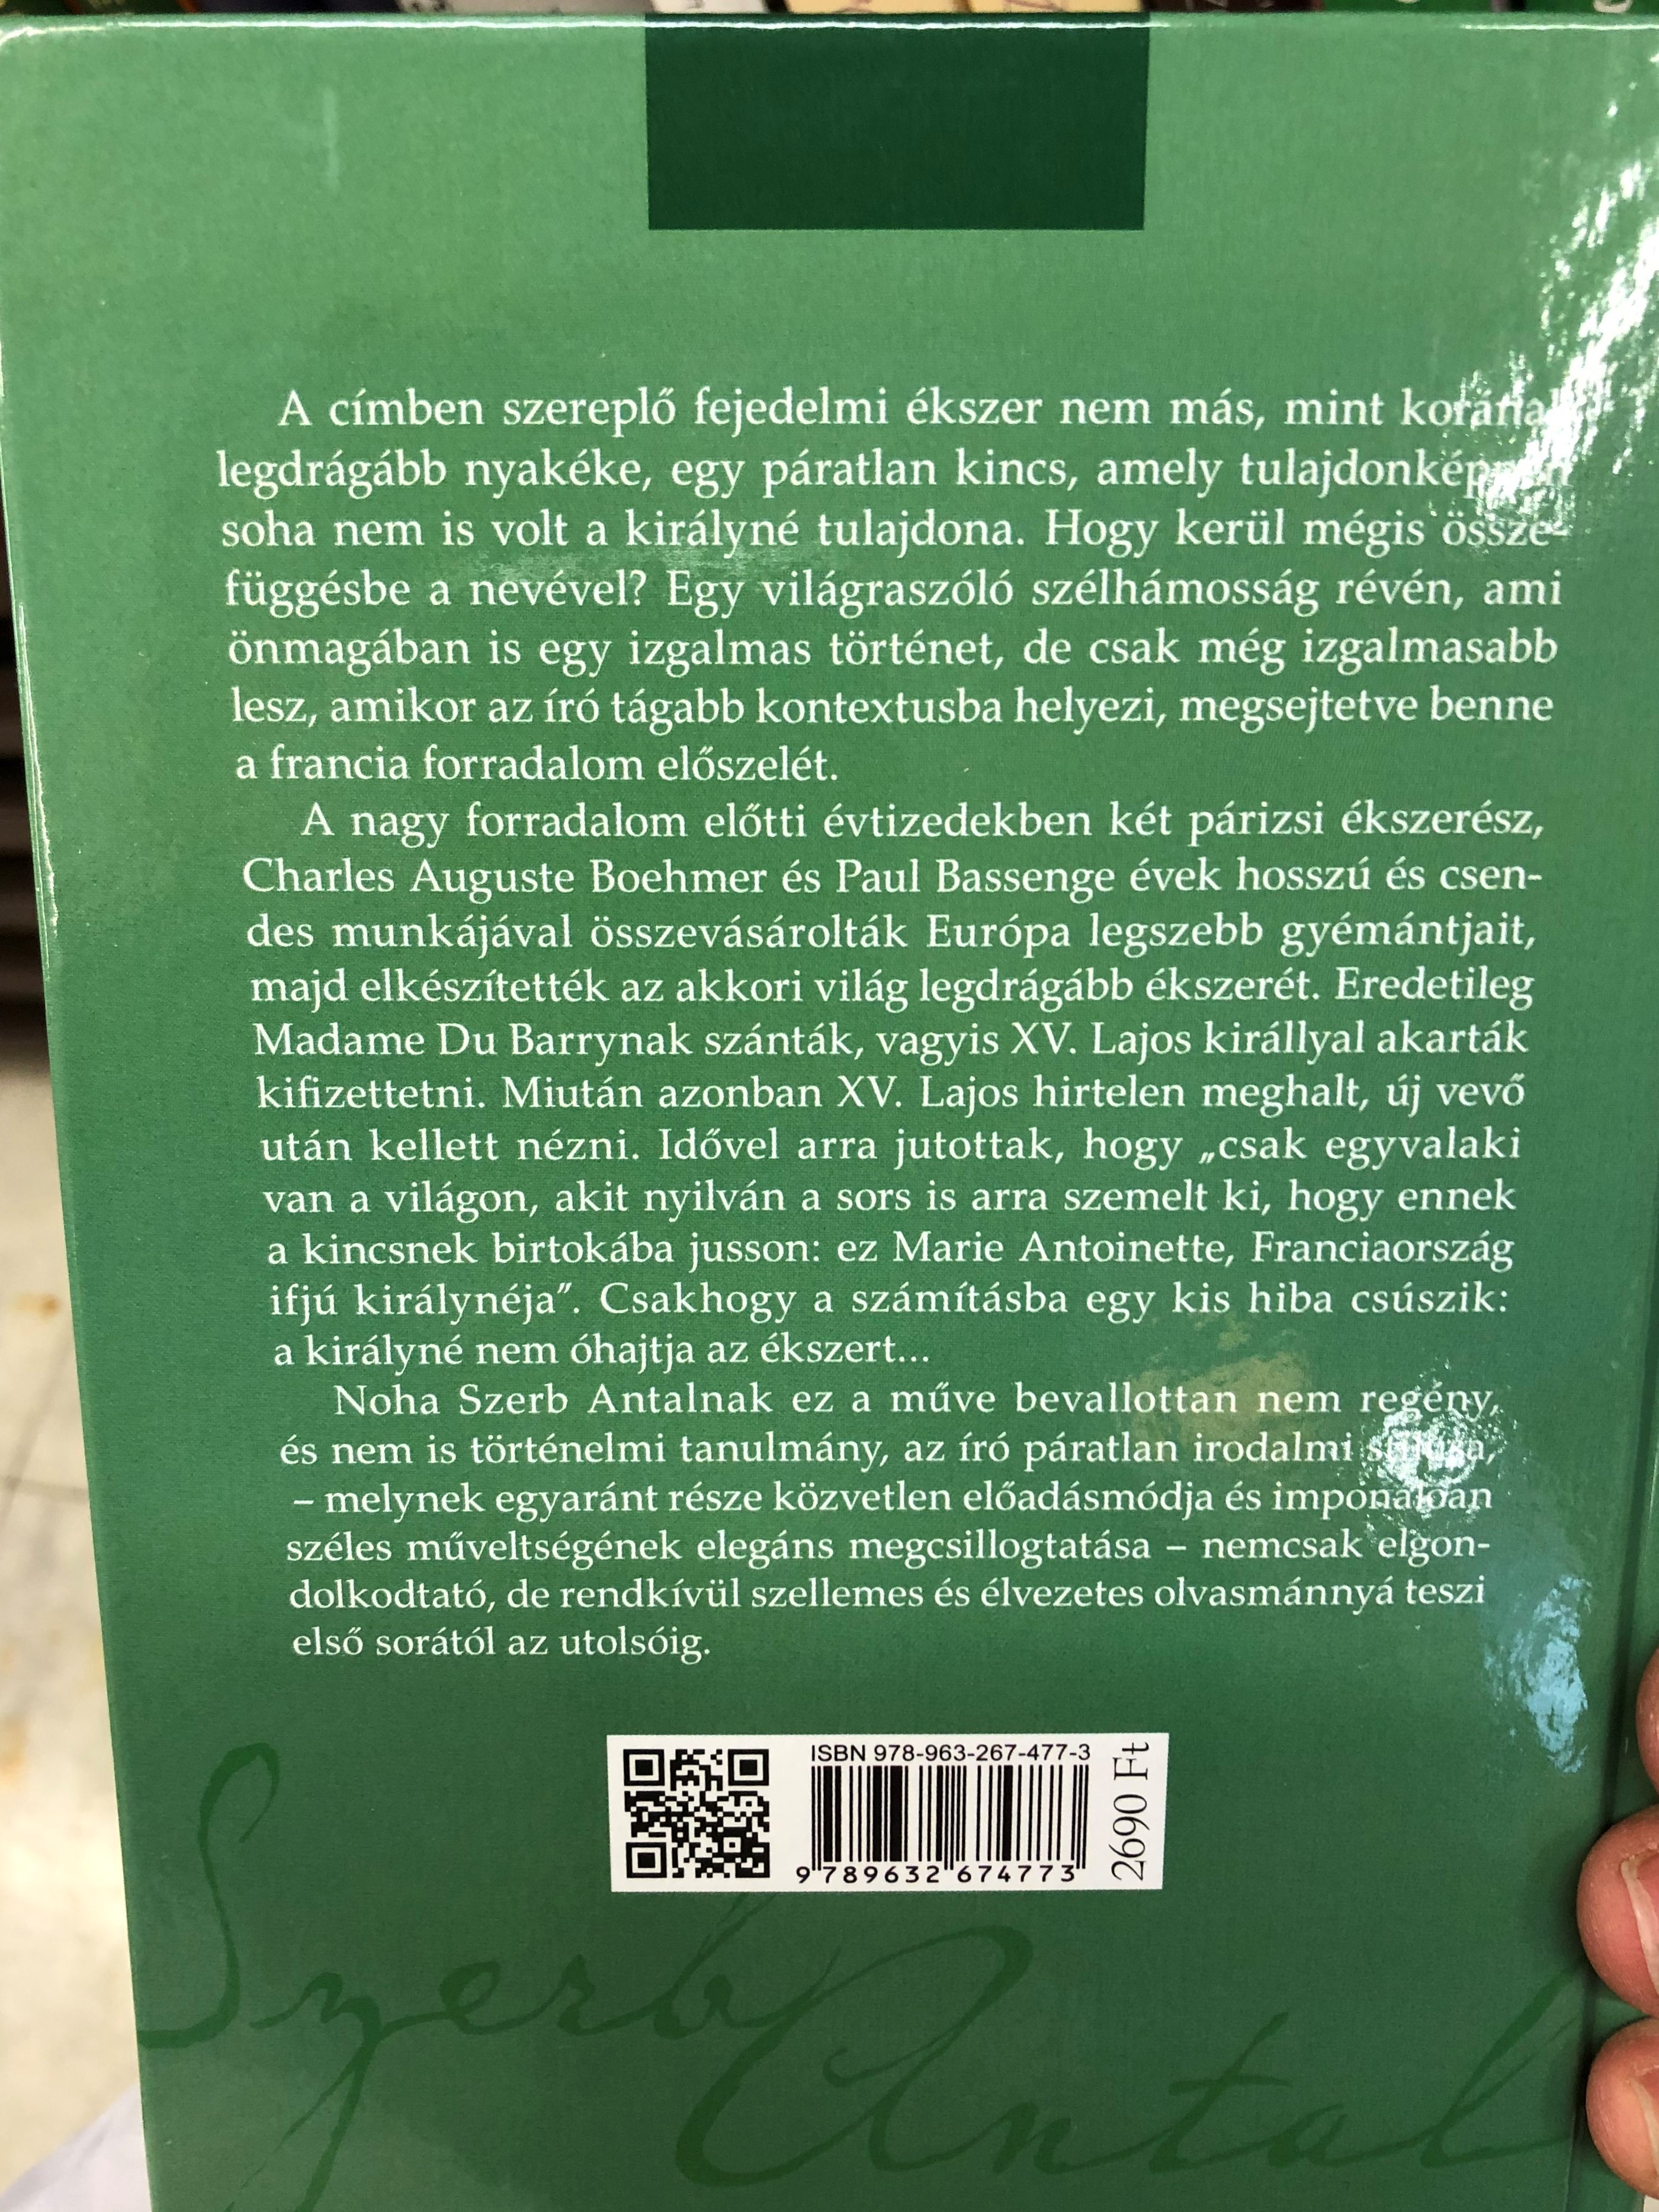 A címben szereplő fejedelmi ékszer nem más, mint korának
legdrágább nyakéke, egy páratlan kincs, amely tulajdonképpen
soha nem is volt a királyné tulajdona. Hogy kerül mégis össze-
függésbe a nevével? Egy világraszóló szélhámosság révén, ami
önmagában is egy izgalmas történet, de csak még izgalmasabb
lesz, amikor az író tágabb kontextusba helyezi, megsejtetve benne
a francia forradalom előszelét.
A nagy forradalom előtti évtizedekben két párizsi ékszerész,
Charles Auguste Boehmer és Paul Bassenge évek hosszú és csen-
des munkájával összevásárolták Európa legszebb gyémántjait,
majd elkészítették az akkori világ legdrágább ékszerét. Eredetileg
Madame Du Barrynak szánták, vagyis XV. Lajos királlyal akarták
kifizettetni. Miután azonban XV. Lajos hirtelen meghalt, új vevő
után kellett nézni. Idővel arra jutottak, hogy „csak egyvalaki
van a világon, akit nyilván a sors is arra szemelt ki, hogy ennek
a kincsnek birtokába jusson: ez Marie Antoinette, Franciaország
ifjú királynéja”. Csakhogy a számításba egy kis hiba csúszik:
a királyné nem óhajtja az ékszert...
Noha Szerb Antalnak ez a műve bevallottan nem regény,
és nem is történelmi tanulmány, az író páratlan irodalmi
– melynek egyaránt része közvetlen előadásmódja és imponálóan
széles műveltségének elegáns megcsillogtatása – nemcsak elgon-
dolkodtató, de rendkívül szellemes és élvezetes olvasmánnyá teszi
első sorától az utolsóig.
ISBN 978-963-267-477-3
9 789632 674773
2690 Ft
Szerb Antal